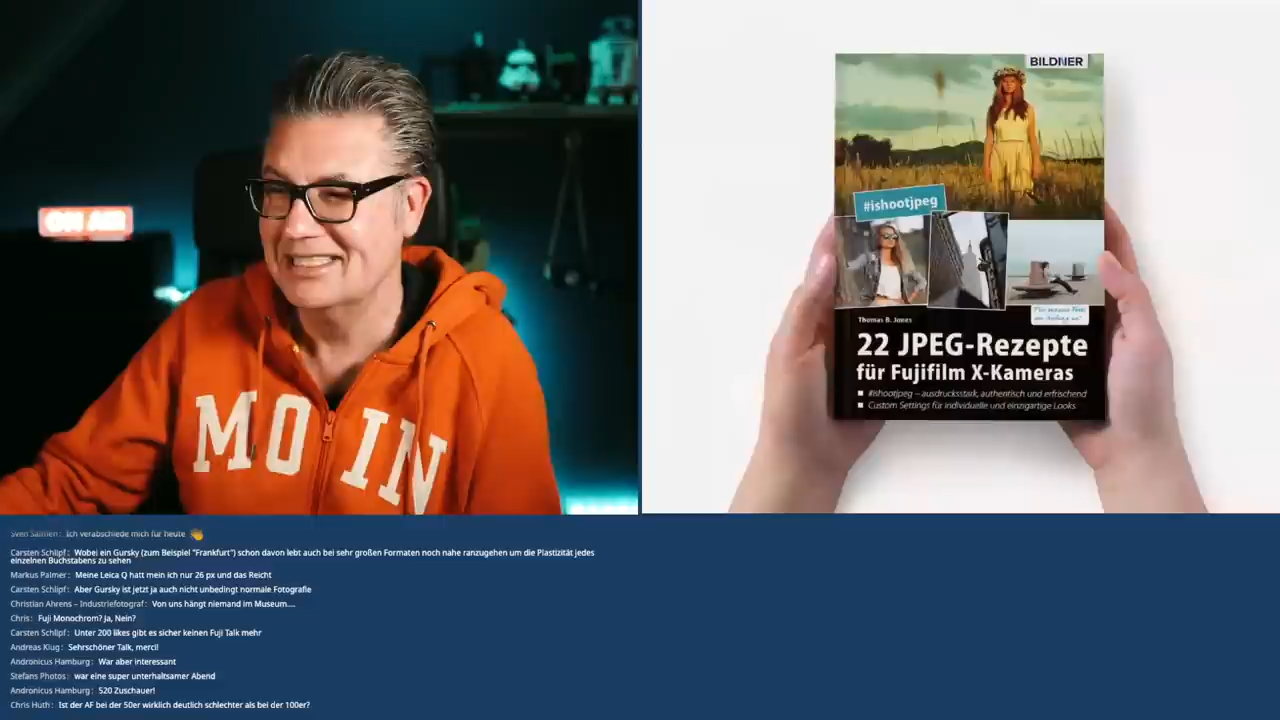 ON AIR
MOIN
BILDNER
#ishootjpeg
Thomas B. Jones
22 JPEG-Rezepte
für Fujifilm X-Kameras
#ishootjpeg – ausdrucksstark, authentisch und erfrischend
Custom Settings für individuelle und einzigartige Looks
Sven Salmen: Ich verabschiede mich für heute 👋
Carsten Schlipf: Wobei ein Gursky (zum Beispiel "Frankfurt") schon davon lebt auch bei sehr großen Formaten noch nahe ranzugehen um die Plastizität jedes
einzelnen Buchstabens zu sehen
Markus Palmer: Meine Leica Q hatt mein ich nur 26 px und das Reicht
Carsten Schlipf: Aber Gursky ist jetzt ja auch nicht unbedingt normale Fotografie
Christian Ahrens – Industriefotograf: Von uns hängt niemand im Museum....
Chris: Fuji Monochrom? Ja, Nein?
Carsten Schlipf: Unter 200 likes gibt es sicher keinen Fuji Talk mehr
Andreas Klug: Sehrschöner Talk, merci!
Andronicus Hamburg: War aber interessant
Stefans Photos: war eine super unterhaltsamer Abend
Andronicus Hamburg: 520 Zuschauer!
Chris Huth: Ist der AF bei der 50er wirklich deutlich schlechter als bei der 100er?